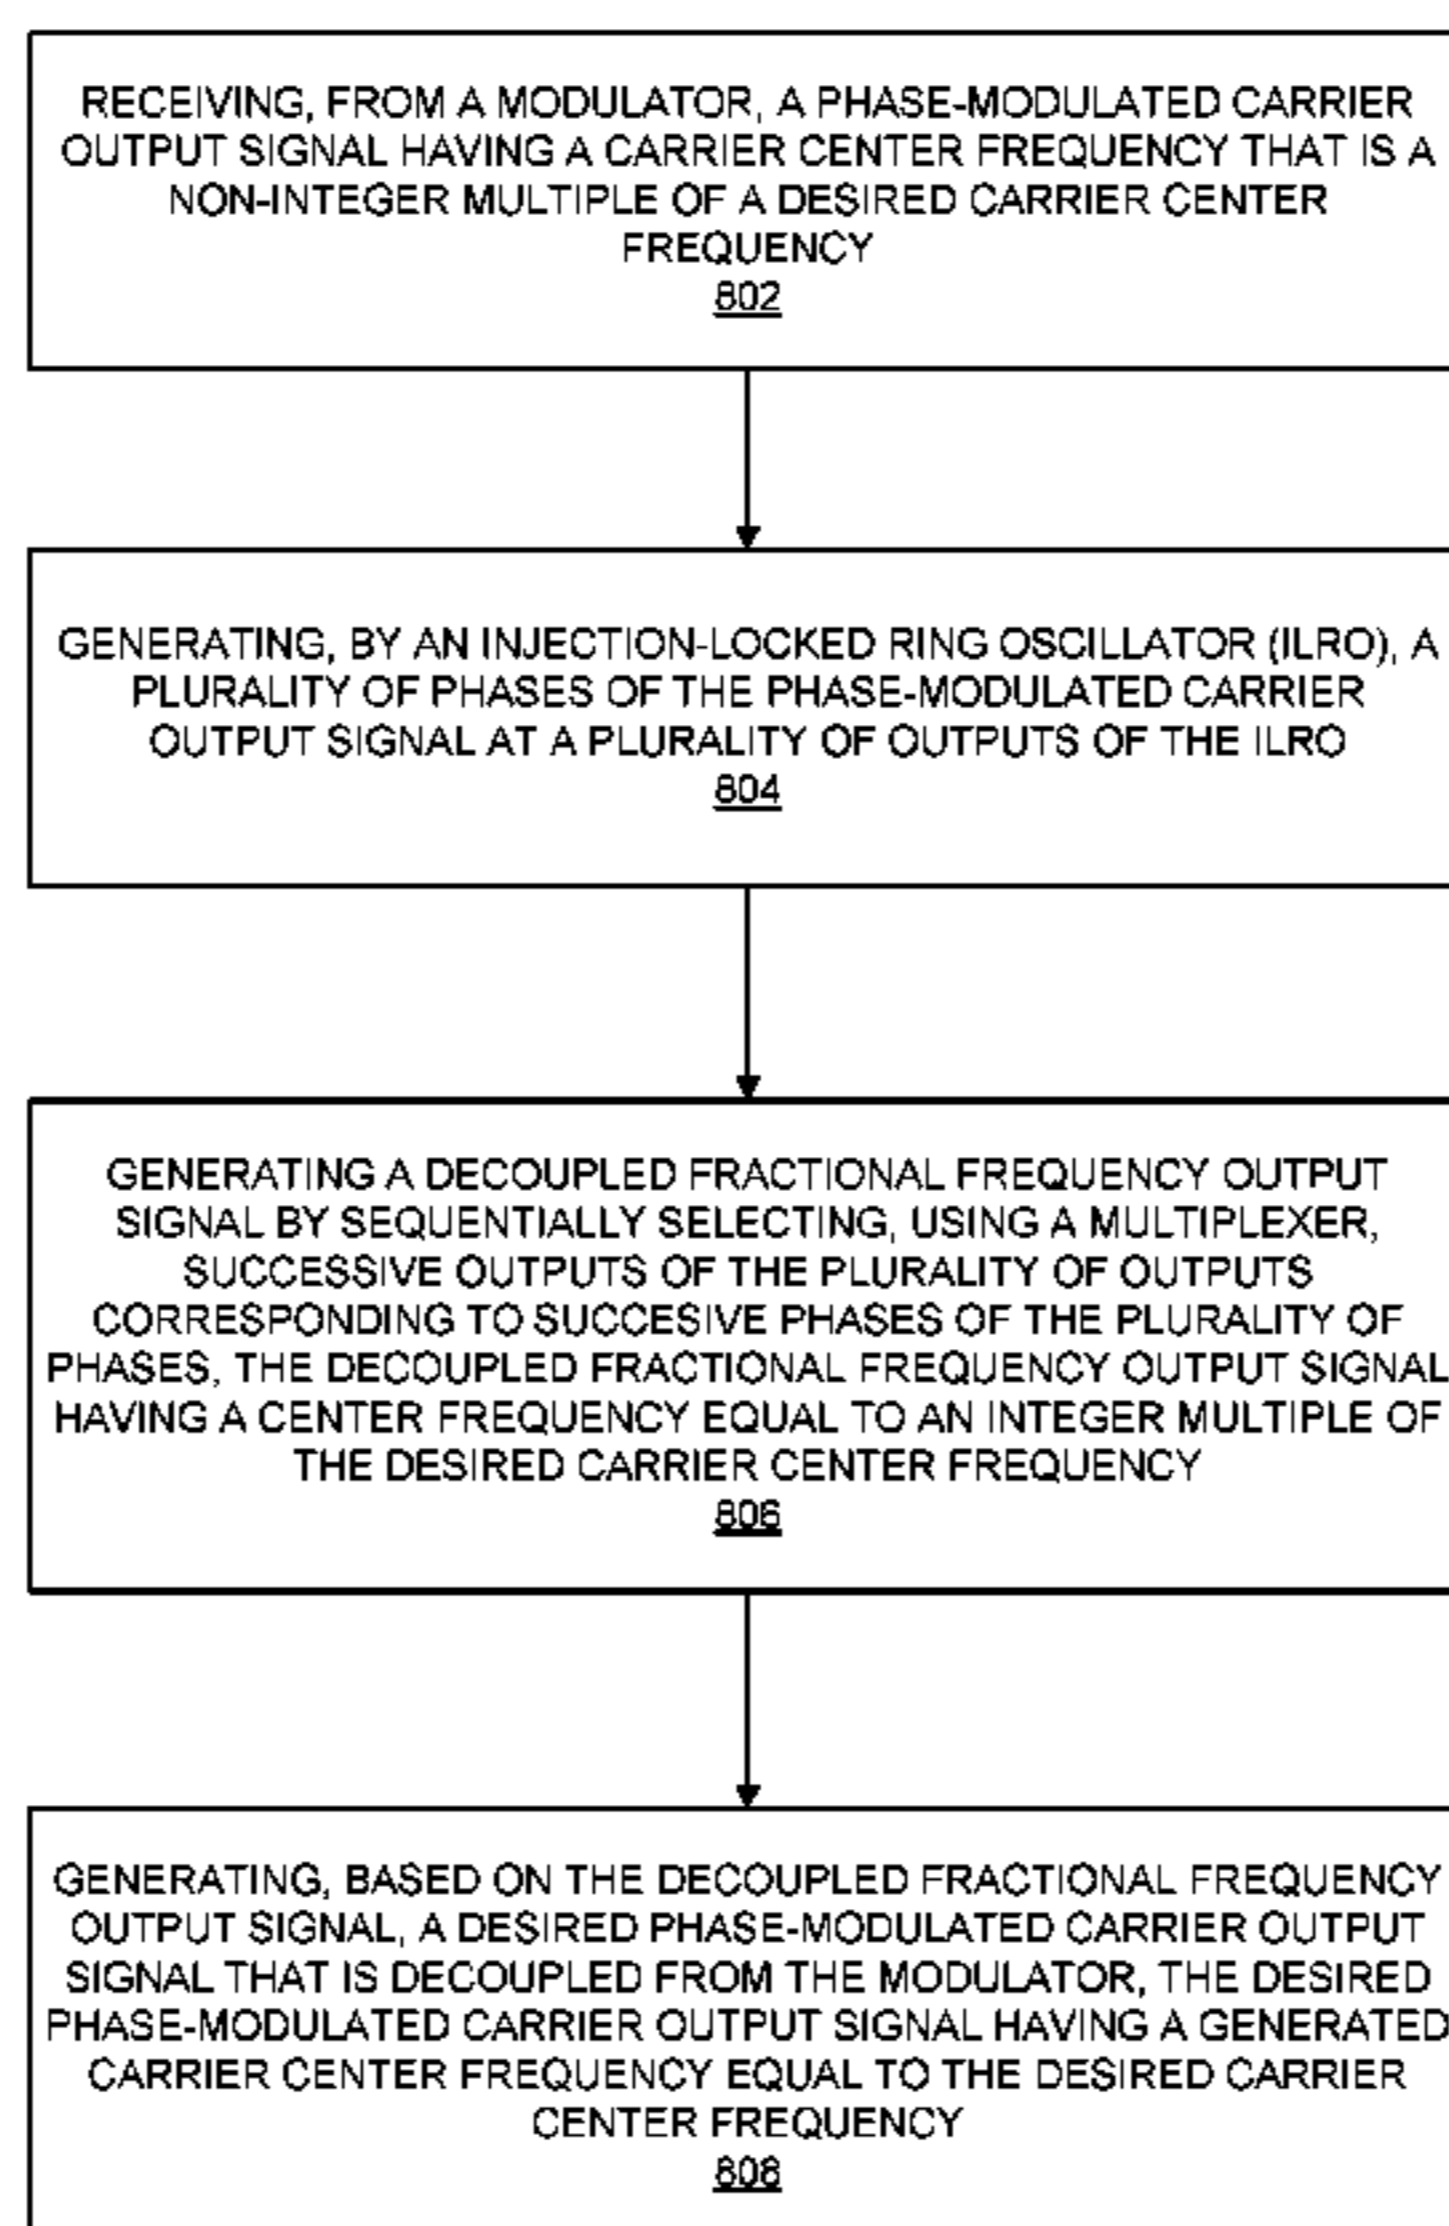 RECEIVING, FROM A MODULATOR, A PHASE-MODULATED CARRIER
OUTPUT SIGNAL HAVING A CARRIER CENTER FREQUENCY THAT IS A
NON-INTEGER MULTIPLE OF A DESIRED CARRIER CENTER
FREQUENCY
802
GENERATING, BY AN INJECTION-LOCKED RING OSCILLATOR (ILRO), A
PLURALITY OF PHASES OF THE PHASE-MODULATED CARRIER
OUTPUT SIGNAL AT A PLURALITY OF OUTPUTS OF THE ILRO
804
GENERATING A DECOUPLED FRACTIONAL FREQUENCY OUTPUT
SIGNAL BY SEQUENTIALLY SELECTING, USING A MULTIPLEXER,
SUCCESSIVE OUTPUTS OF THE PLURALITY OF OUTPUTS
CORRESPONDING TO SUCCESIVE PHASES OF THE PLURALITY OF
PHASES, THE DECOUPLED FRACTIONAL FREQUENCY OUTPUT SIGNAL
HAVING A CENTER FREQUENCY EQUAL TO AN INTEGER MULTIPLE OF
THE DESIRED CARRIER CENTER FREQUENCY
806
GENERATING, BASED ON THE DECOUPLED FRACTIONAL FREQUENCY
OUTPUT SIGNAL, A DESIRED PHASE-MODULATED CARRIER OUTPUT
SIGNAL THAT IS DECOUPLED FROM THE MODULATOR, THE DESIRED
PHASE-MODULATED CARRIER OUTPUT SIGNAL HAVING A GENERATED
CARRIER CENTER FREQUENCY EQUAL TO THE DESIRED CARRIER
CENTER FREQUENCY
808